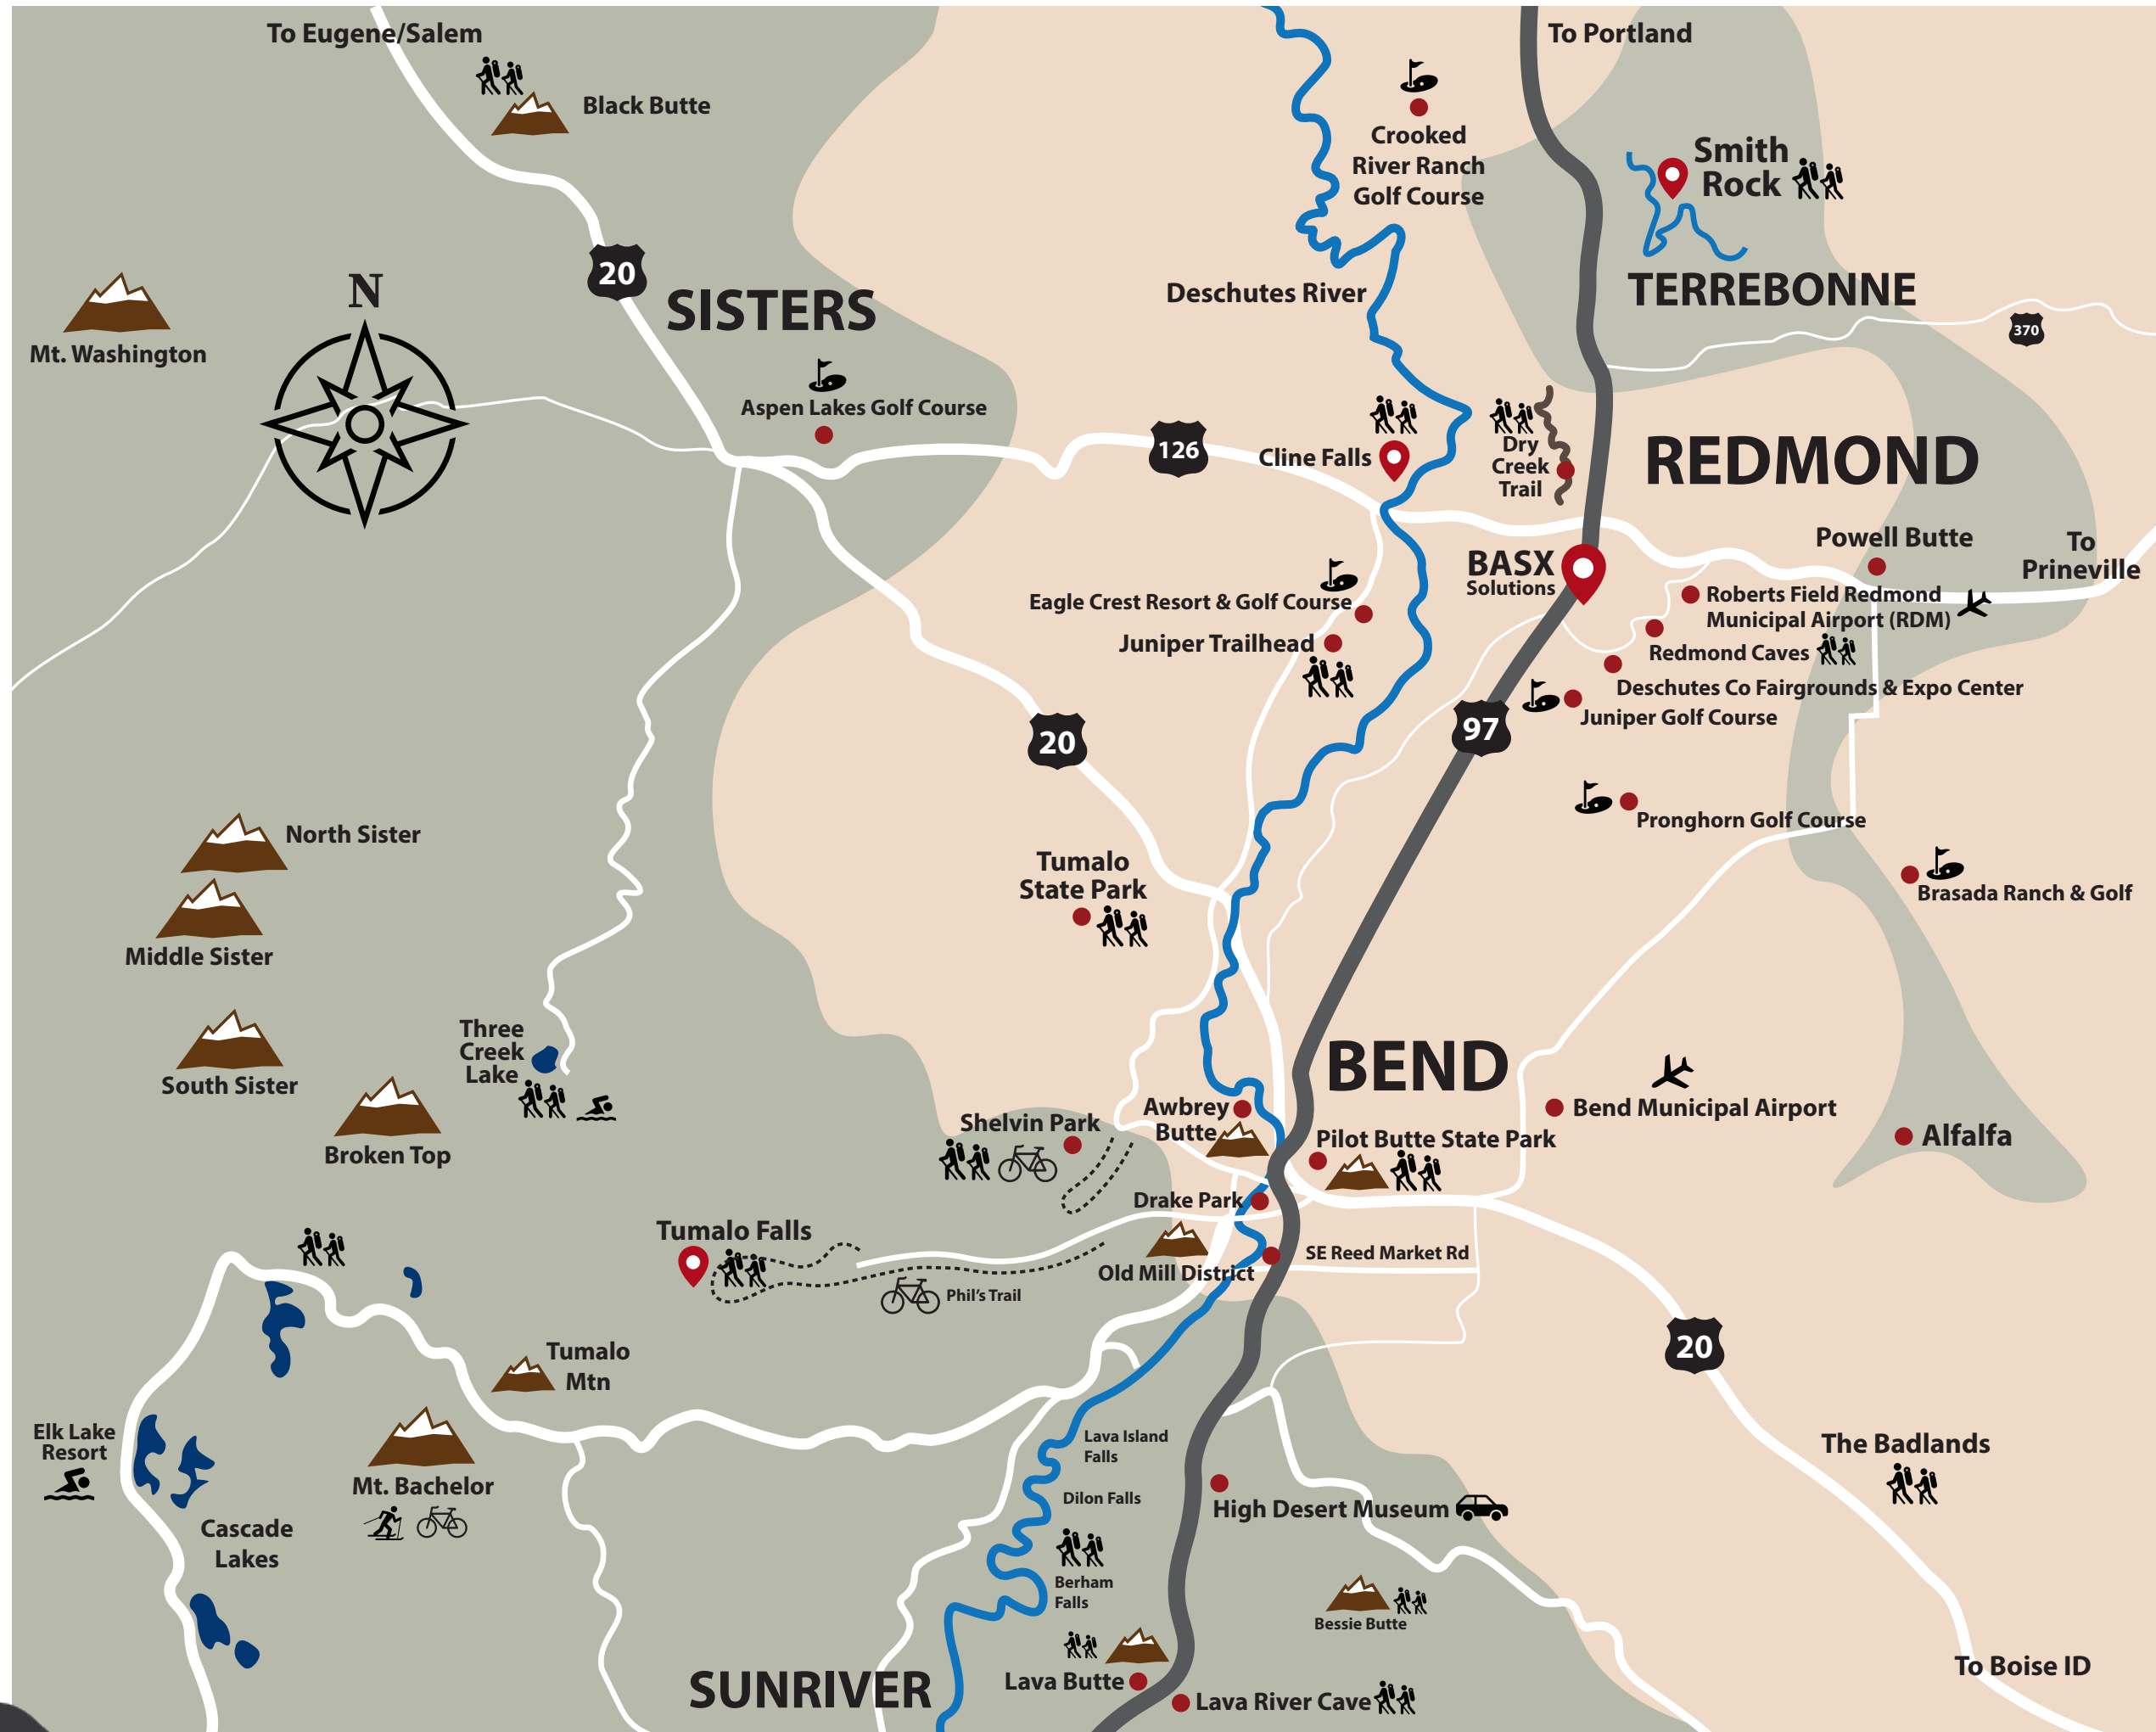 To Eugene/Salem
Black Butte
To Portland
Crooked
River Ranch
Golf Course
Smith
Rock
20
SISTERS
N
Mt. Washington
Deschutes River
TERREBONNE
370
Aspen Lakes Golf Course
126
Cline Falls
Dry
Creek
Trail
REDMOND
Powell Butte
To
Prineville
BASX
Solutions
Roberts Field Redmond
Municipal Airport (RDM)
Eagle Crest Resort & Golf Course
Juniper Trailhead
Redmond Caves
Deschutes Co Fairgrounds & Expo Center
Juniper Golf Course
20
97
Pronghorn Golf Course
North Sister
Tumalo
State Park
Brasada Ranch & Golf
Middle Sister
Three
Creek
Lake
South Sister
BEND
Broken Top
Shelvin Park
Awbrey
Butte
Bend Municipal Airport
Pilot Butte State Park
Alfalfa
Drake Park
Tumalo Falls
Old Mill District
SE Reed Market Rd
Phil's Trail
20
Tumalo
Mtn
Elk Lake
Resort
Mt. Bachelor
Lava Island
Falls
The Badlands
Cascade
Lakes
Dilon Falls
High Desert Museum
Berham
Falls
Bessie Butte
SUNRIVER
Lava Butte
Lava River Cave
To Boise ID